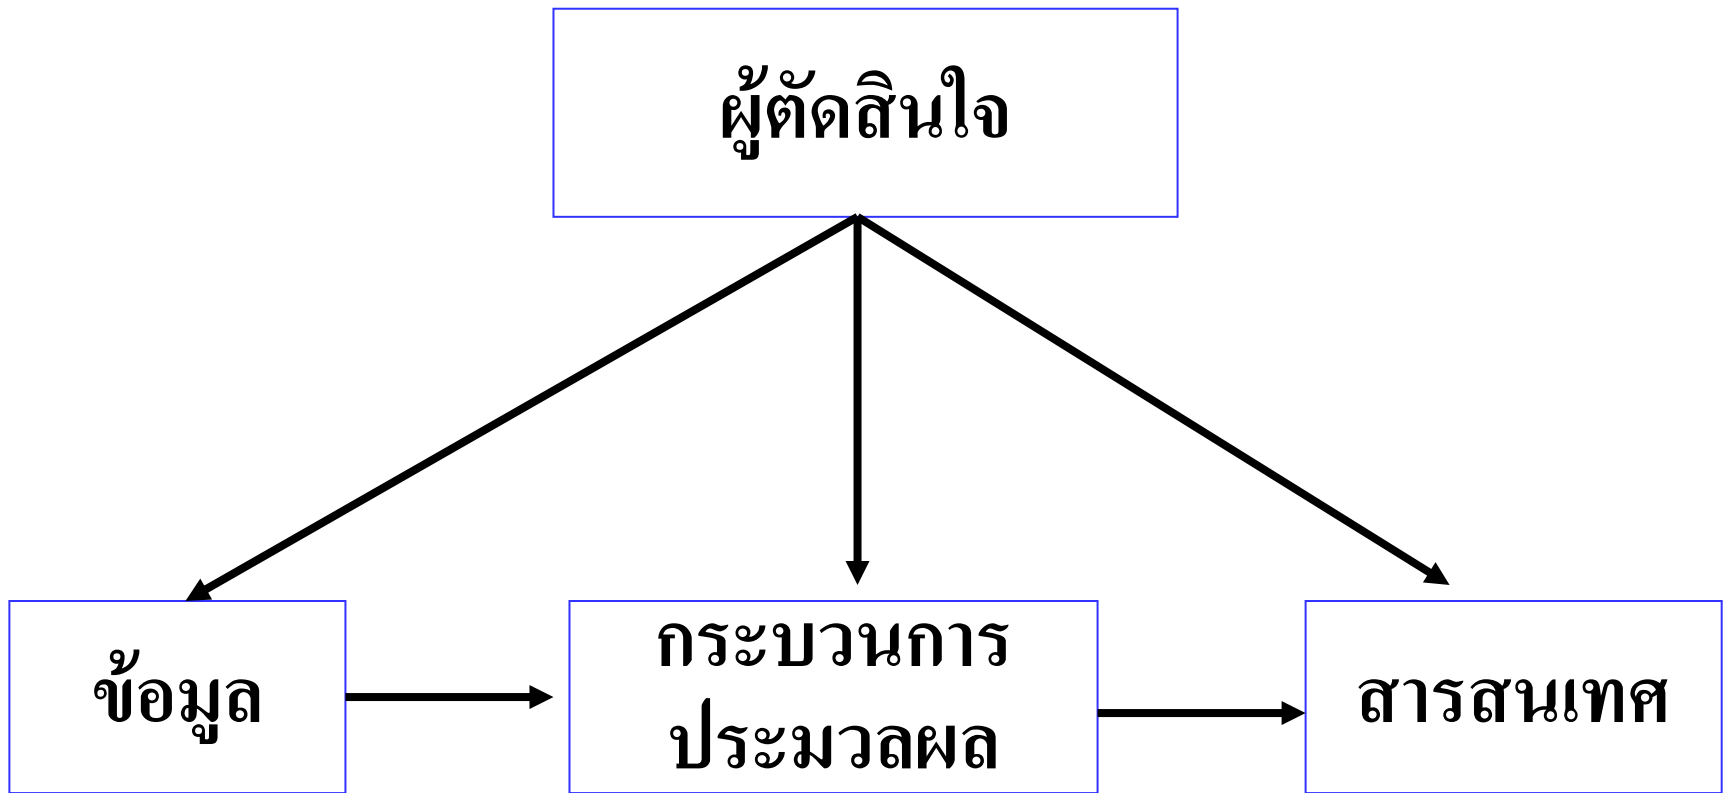 ผู้ตัดสินใจ
ข้อมูล
กระบวนการ
ประมวลผล
สารสนเทศ